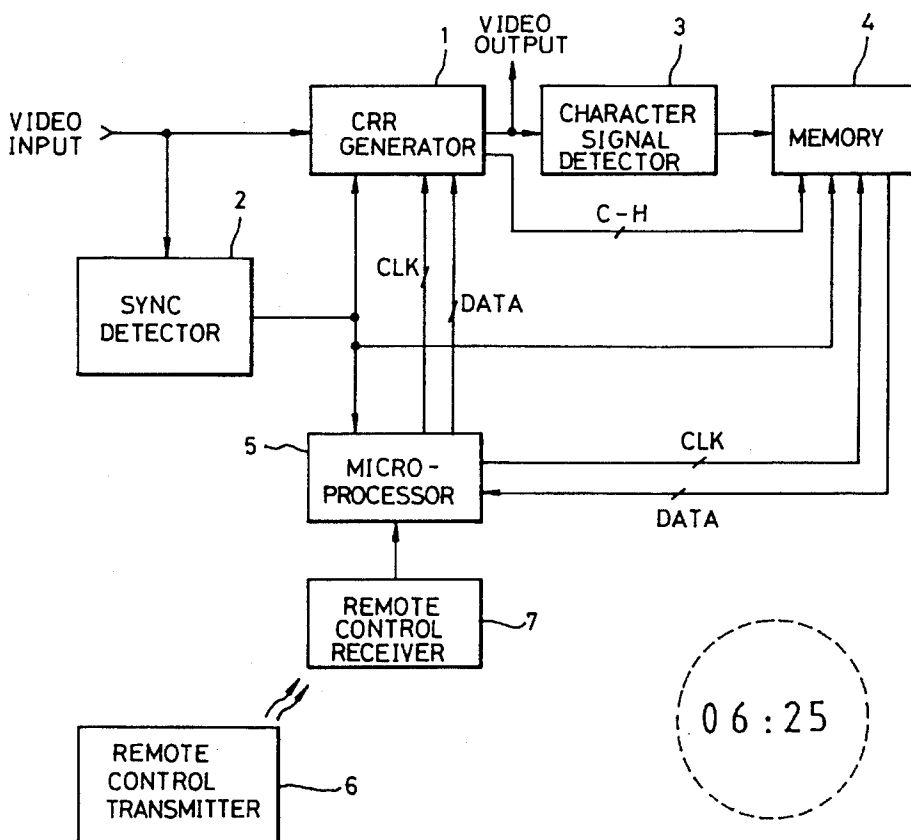 1
VIDEO
OUTPUT
3
4
VIDEO
INPUT
CRR
GENERATOR
CHARACTER
SIGNAL
DETECTOR
MEMORY
2
C-H
CLK
SYNC
DETECTOR
DATA
5
MICRO-
PROCESSOR
CLK
DATA
REMOTE
CONTROL
RECEIVER
7
06:25
REMOTE
CONTROL
TRANSMITTER
6